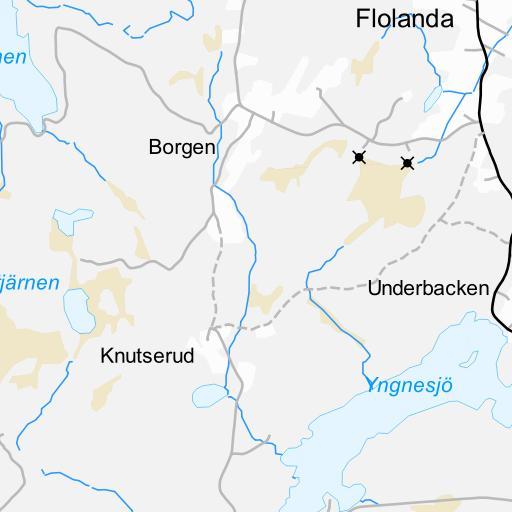 Flolanda
Borgen
Underbacken
Knutserud
Yngnesjö